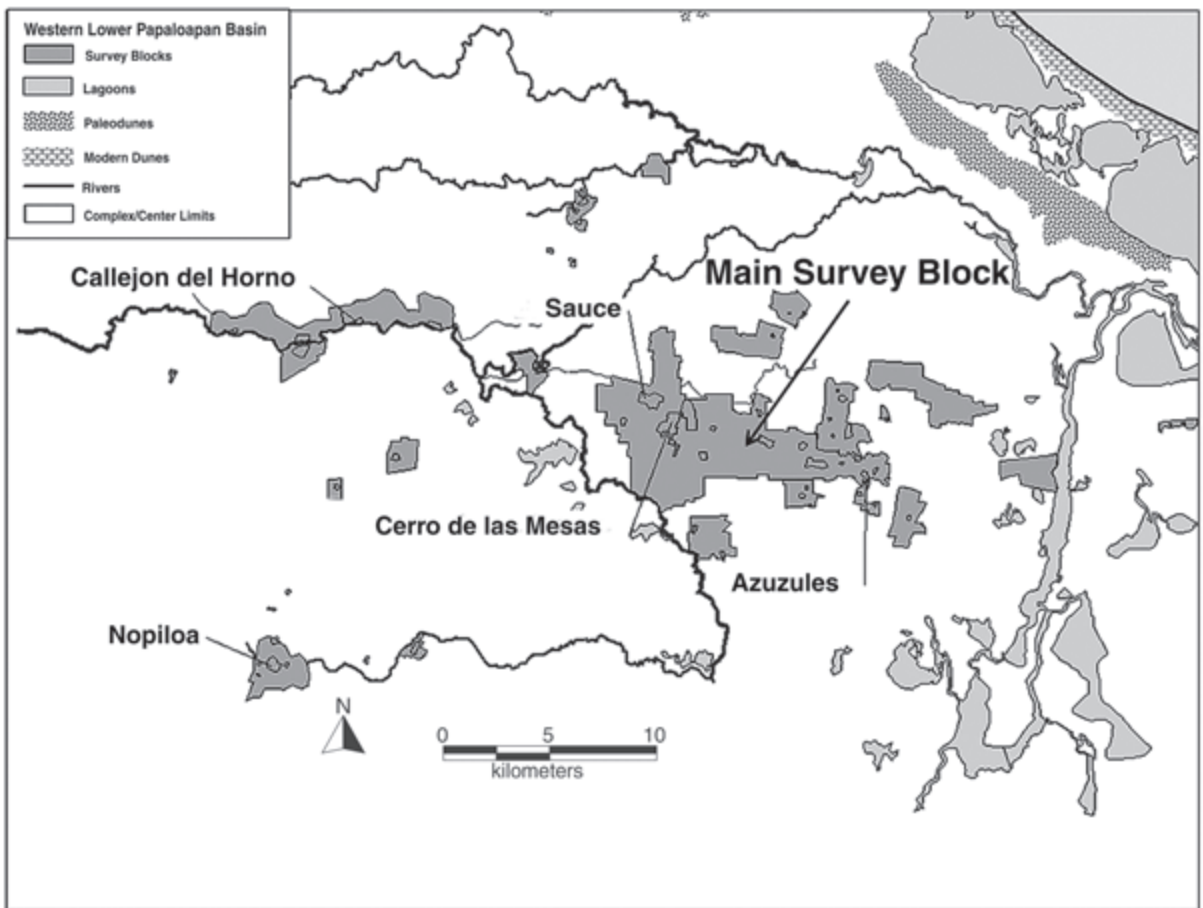 Western Lower Papaloapan Basin
Survey Blocks
Lagoons
Paleodunes
Modern Dunes
Rivers
Complex/Center Limits
Callejon del Horno
Main Survey Block
Sauce
Cerro de las Mesas
Azuzules
Nopiloa
N
0 5 10
kilometers